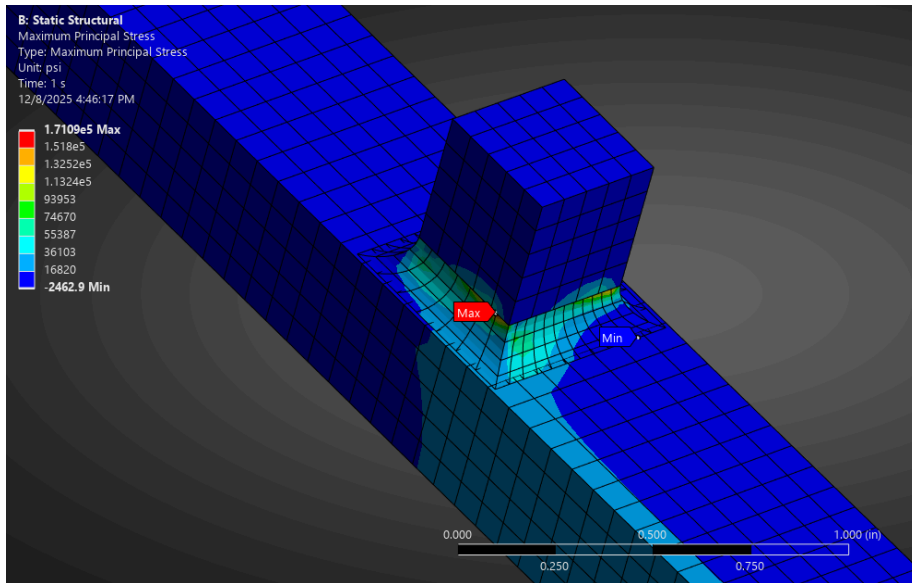 B: Static Structural
Maximum Principal Stress
Type: Maximum Principal Stress
Unit: psi
Time: 1 s
12/8/2025 4:46:17 PM
1.7109e5 Max
1.518e5
1.3252e5
1.1324e5
93953
74670
55387
36103
16820
-2462.9 Min
Max
Min
0.000 0.500 1.000 (in)
0.250 0.750